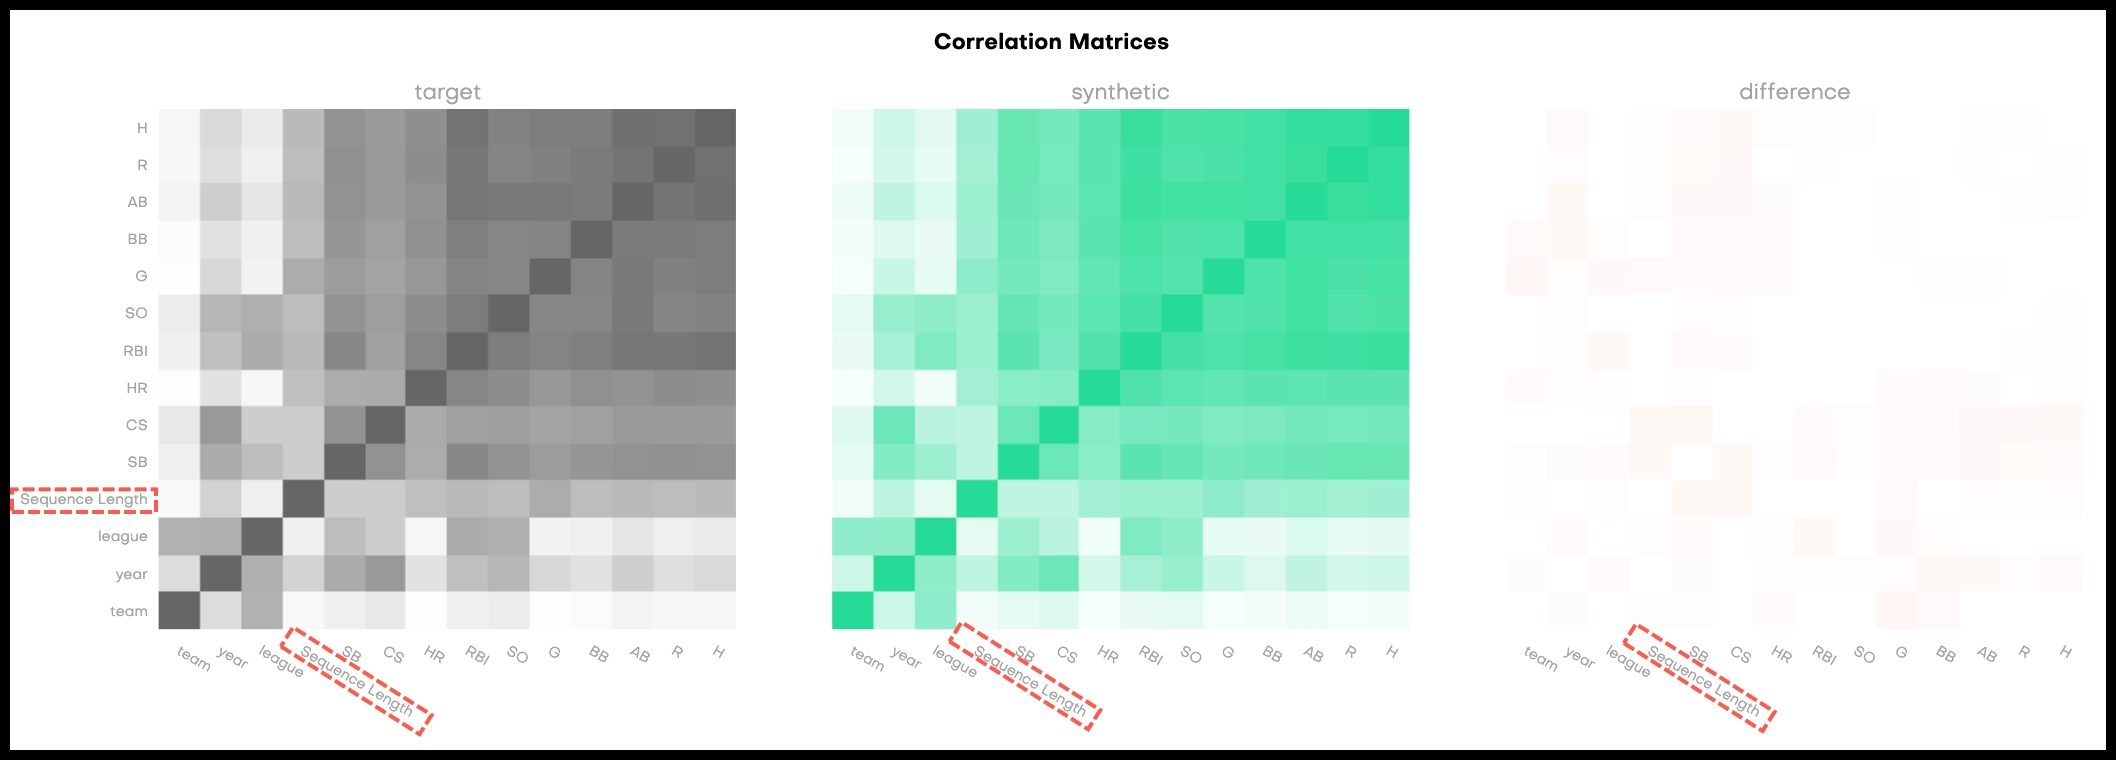 Correlation Matrices
target
synthetic
difference
H
R
AB
BB
G
SO
RBI
HR
CS
SB
Sequence Length
league
year
team
team year league Sequence Length SB CS HR RBI SO G BB AB R H
team year league Sequence Length SB CS HR RBI SO G BB AB R H
team year league Sequence Length SB CS HR RBI SO G BB AB R H